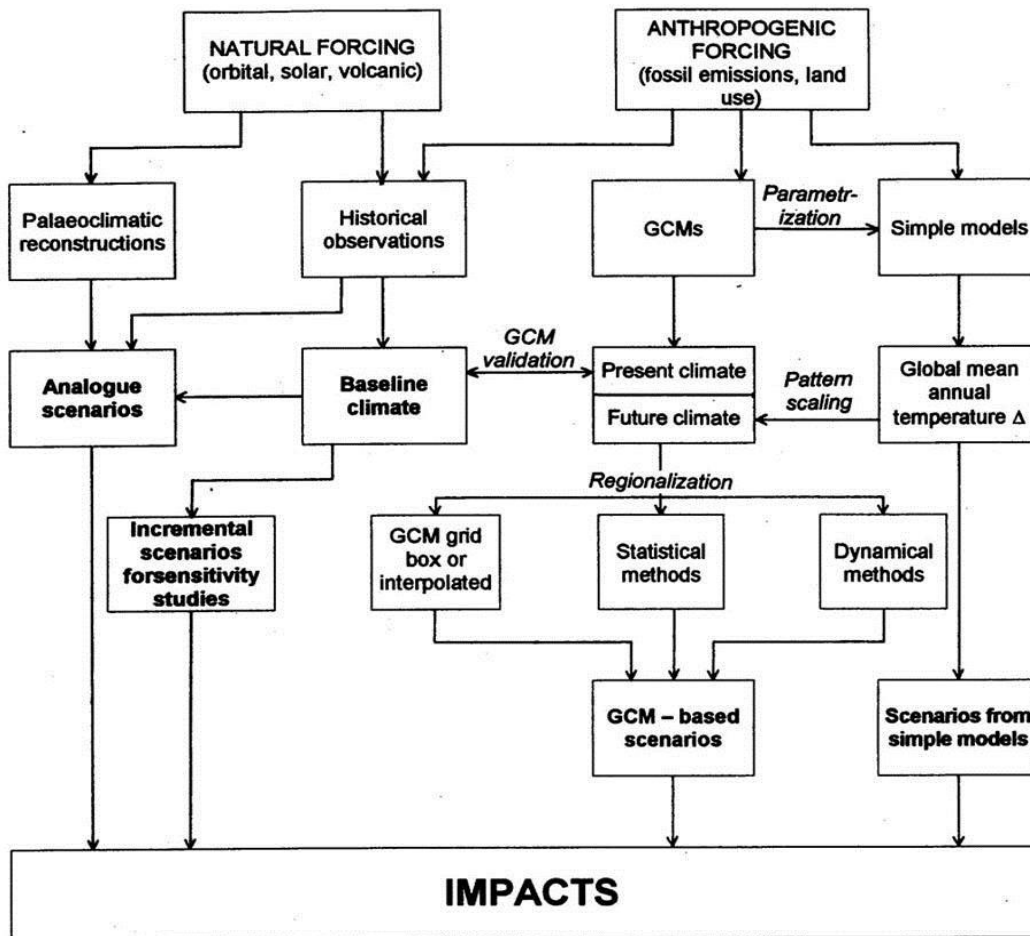 NATURAL FORCING
(orbital, solar, volcanic)
ANTHROPOGENIC
FORCING
(fossil emissions, land
use)
Palaeoclimatic
reconstructions
Historical
observations
GCMs
Parametr-
ization
Simple models
Analogue
scenarios
Baseline
climate
GCM
validation
Present climate
Future climate
Pattern
scaling
Global mean
annual
temperature Δ
Regionalization
Incremental
scenarios
forsensitivity
studies
GCM grid
box or
interpolated
Statistical
methods
Dynamical
methods
GCM – based
scenarios
Scenarios from
simple models
IMPACTS